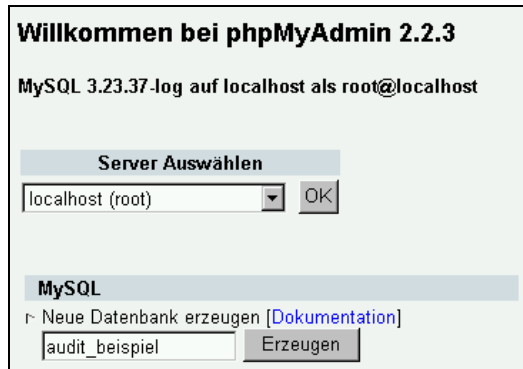 Willkommen bei phpMyAdmin 2.2.3
MySQL 3.23.37-log auf localhost als root@localhost
Server Auswählen
localhost (root) OK
MySQL
Neue Datenbank erzeugen [Dokumentation]
audit_beispiel Erzeugen